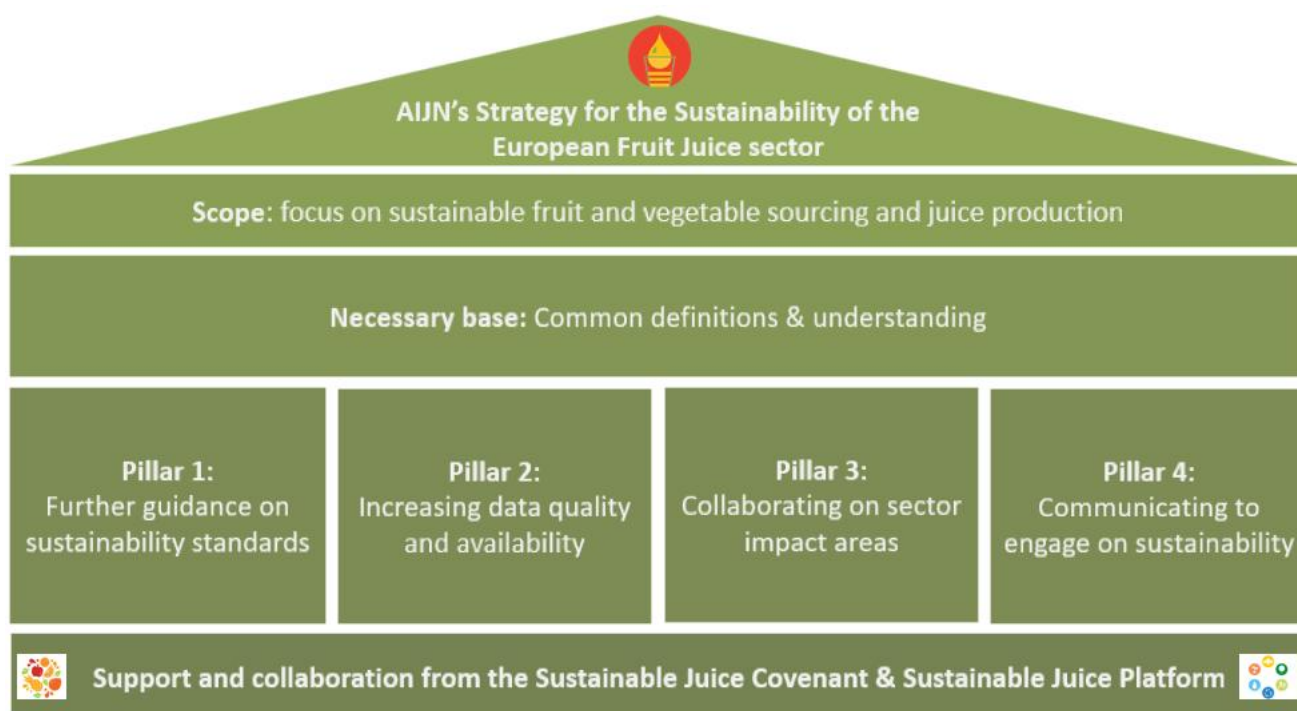 AIJN's Strategy for the Sustainability of the
European Fruit Juice sector
Scope: focus on sustainable fruit and vegetable sourcing and juice production
Necessary base: Common definitions & understanding
Pillar 1:
Further guidance on
sustainability standards
Pillar 2:
Increasing data quality
and availability
Pillar 3:
Collaborating on sector
impact areas
Pillar 4:
Communicating to
engage on sustainability
Support and collaboration from the Sustainable Juice Covenant & Sustainable Juice Platform